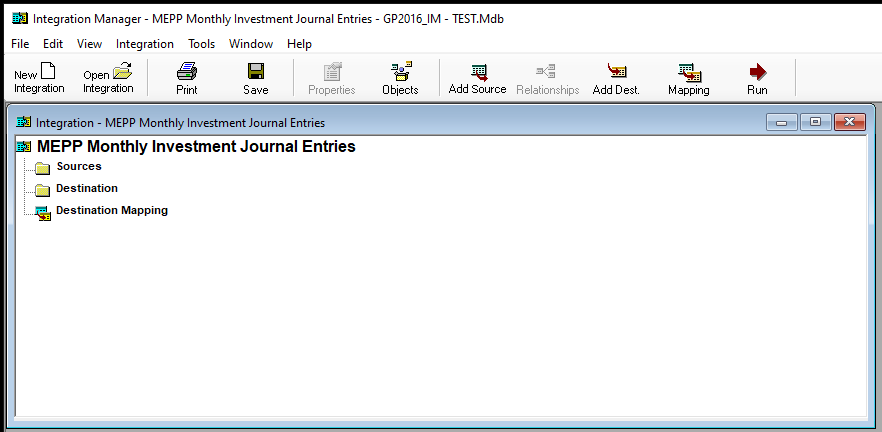 Integration Manager - MEPP Monthly Investment Journal Entries - GP2016_IM - TEST.Mdb
File Edit View Integration Tools Window Help
New Integration Open Integration Print Save Properties Objects Add Source Relationships Add Dest. Mapping Run
Integration - MEPP Monthly Investment Journal Entries
MEPP Monthly Investment Journal Entries
Sources
Destination
Destination Mapping